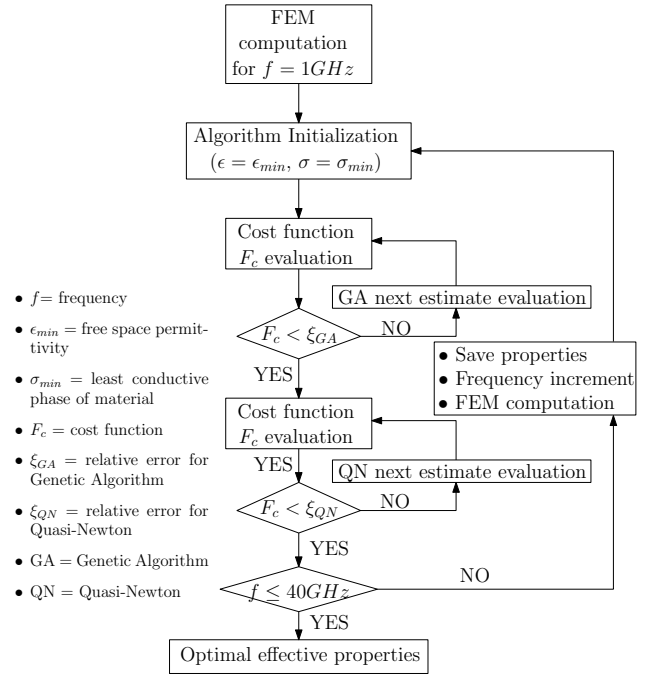 FEM
computation
for f = 1GHz
Algorithm Initialization
(ϵ = ϵ_min, σ = σ_min)
Cost function
F_c evaluation
GA next estimate evaluation
F_c < ξ_GA
NO
YES
• Save properties
• Frequency increment
• FEM computation
Cost function
F_c evaluation
YES
QN next estimate evaluation
F_c < ξ_QN
NO
YES
f ≤ 40GHz
NO
YES
Optimal effective properties
• f= frequency
• ϵ_min = free space permit-
tivity
• σ_min = least conductive
phase of material
• F_c = cost function
• ξ_GA = relative error for
Genetic Algorithm
• ξ_QN = relative error for
Quasi-Newton
• GA = Genetic Algorithm
• QN = Quasi-Newton